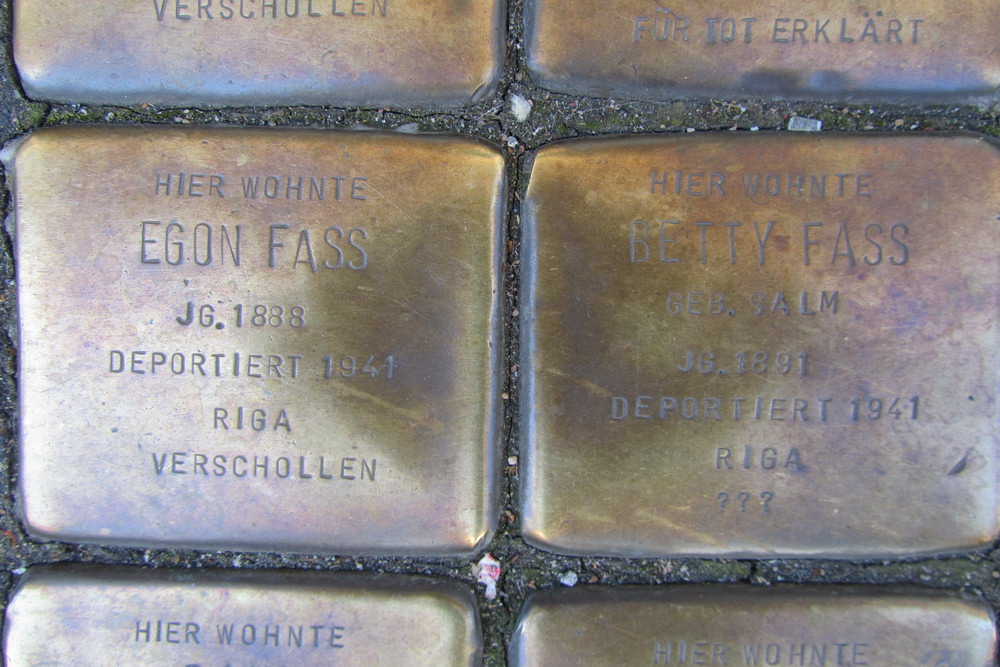 VERSCHOLLEN
FÜR TOT ERKLÄRT
HIER WOHNTE
EGON FASS
JG. 1888
DEPORTIERT 1941
RIGA
VERSCHOLLEN
HIER WOHNTE
BETTY FASS
GEB. SALM
JG. 1891
DEPORTIERT 1941
RIGA
???
HIER WOHNTE
HIER WOHNTE